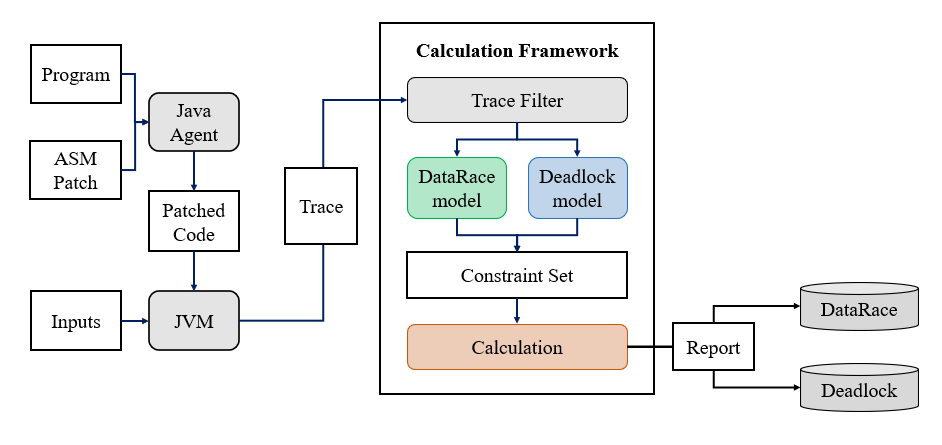 Program
ASM
Patch
Java
Agent
Patched
Code
Inputs
JVM
Trace
Calculation Framework
Trace Filter
DataRace
model
Deadlock
model
Constraint Set
Calculation
Report
DataRace
Deadlock